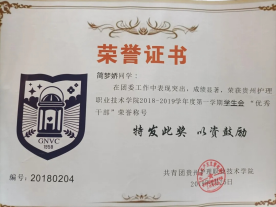 荣誉证书
简梦娇同学：
在团委工作中表现突出，成绩显著，荣获贵州护理
职业技术学院2018-2019学年度第一学期学生会“优秀
干部”荣誉称号
特发此奖 以资鼓励
GNVC
1958
编号：20180204
共青团贵州护理职业技术学院